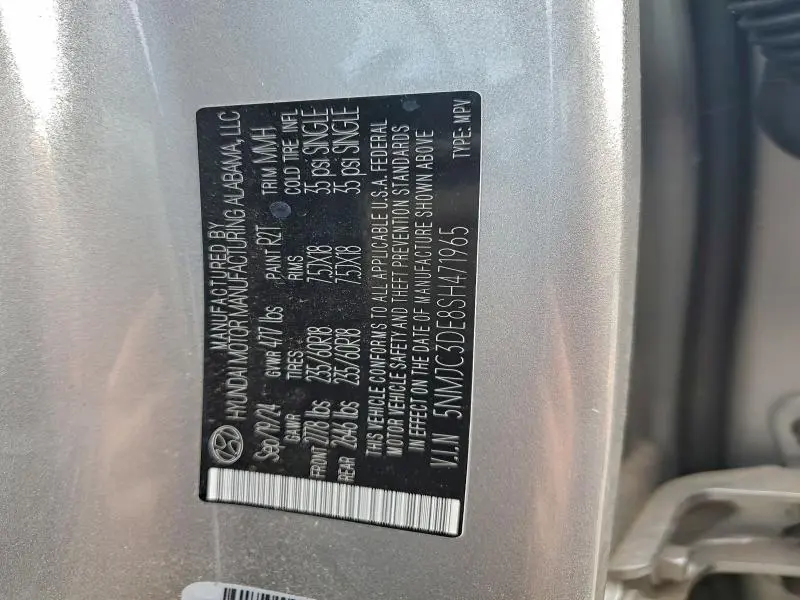 MANUFACTURED BY
HYUNDAI MOTOR MANUFACTURING ALABAMA, LLC
Sep/19/24 GVWR 4771 lbs PAINT R2T TRIM MMH
GAWR TIRES RIMS COLD TIRE INFL
FRONT 2778 lbs 235/60R18 7.5JX18 35 psi SINGLE
REAR 2646 lbs 235/60R18 7.5JX18 35 psi SINGLE
THIS VEHICLE CONFORMS TO ALL APPLICABLE U.S.A. FEDERAL
MOTOR VEHICLE SAFETY AND THEFT PREVENTION STANDARDS
IN EFFECT ON THE DATE OF MANUFACTURE SHOWN ABOVE
V.I.N 5NMJC3DE8SH471965 TYPE: MPV